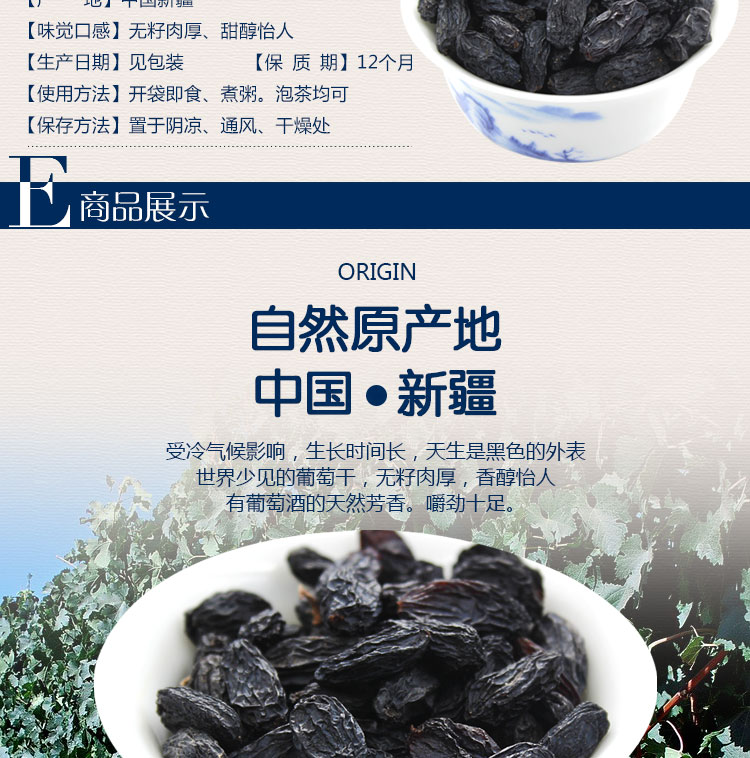 【产 地】中国新疆
【味觉口感】无籽肉厚、甜醇怡人
【生产日期】见包装 【保 质 期】12个月
【使用方法】开袋即食、煮粥。泡茶均可
【保存方法】置于阴凉、通风、干燥处
E 商品展示
ORIGIN
自然原产地
中国●新疆
受冷气候影响，生长时间长，天生是黑色的外表
世界少见的葡萄干，无籽肉厚，香醇怡人
有葡萄酒的天然芳香。嚼劲十足。